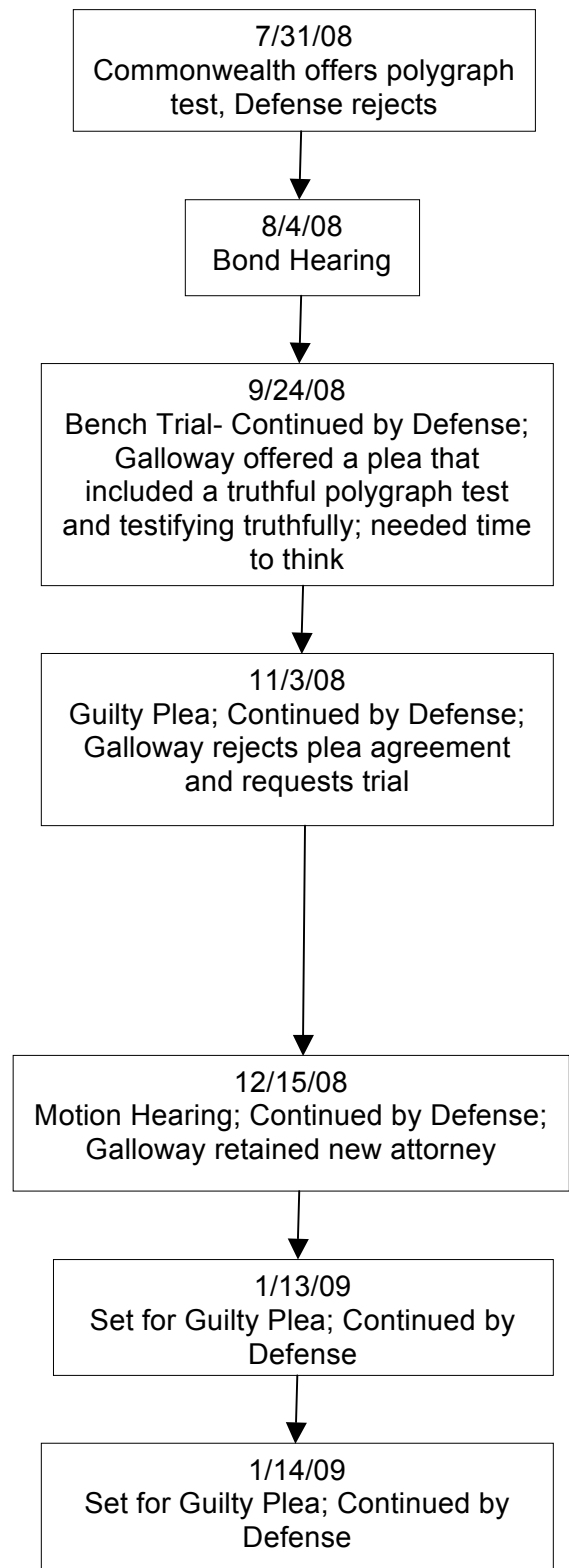 7/31/08
Commonwealth offers polygraph
test, Defense rejects
8/4/08
Bond Hearing
9/24/08
Bench Trial- Continued by Defense;
Galloway offered a plea that
included a truthful polygraph test
and testifying truthfully; needed time
to think
11/3/08
Guilty Plea; Continued by Defense;
Galloway rejects plea agreement
and requests trial
12/15/08
Motion Hearing; Continued by Defense;
Galloway retained new attorney
1/13/09
Set for Guilty Plea; Continued by
Defense
1/14/09
Set for Guilty Plea; Continued by
Defense